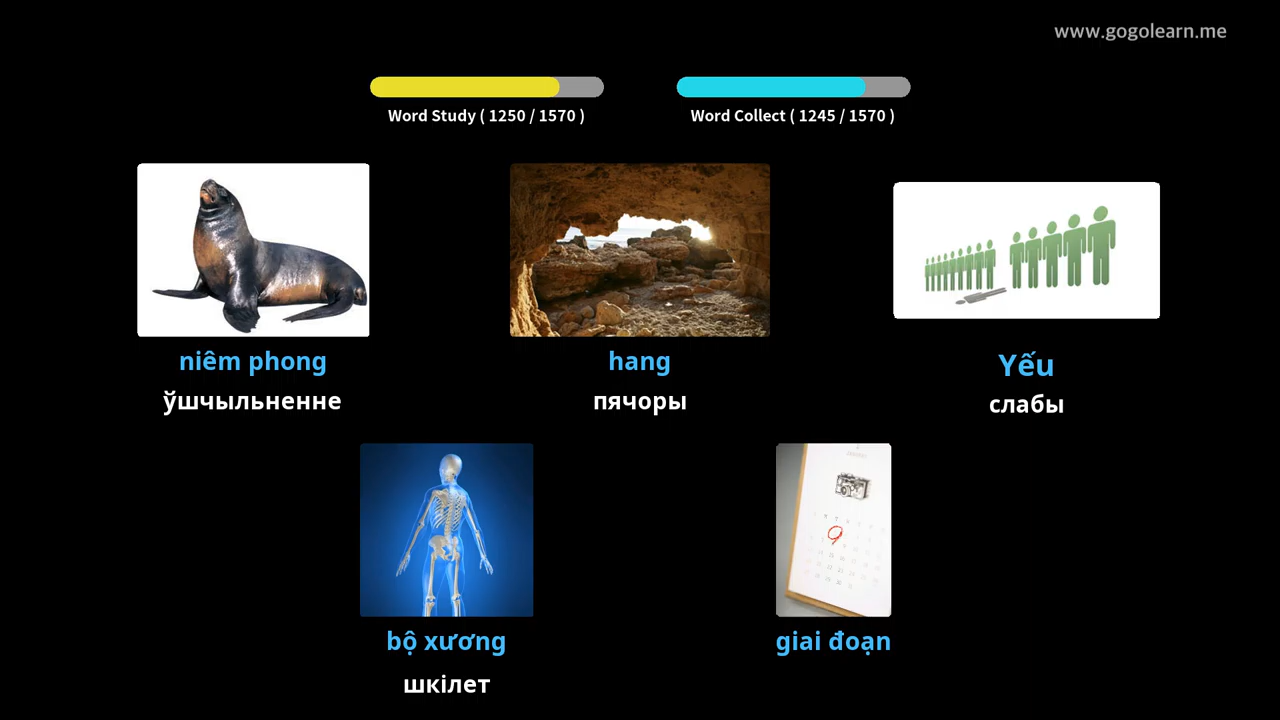 www.gogolearn.me
Word Study ( 1250 / 1570 )
Word Collect ( 1245 / 1570 )
niêm phong
ўшчыльненне
hang
пячоры
Yếu
слабы
bộ xương
шкілет
giai đoạn